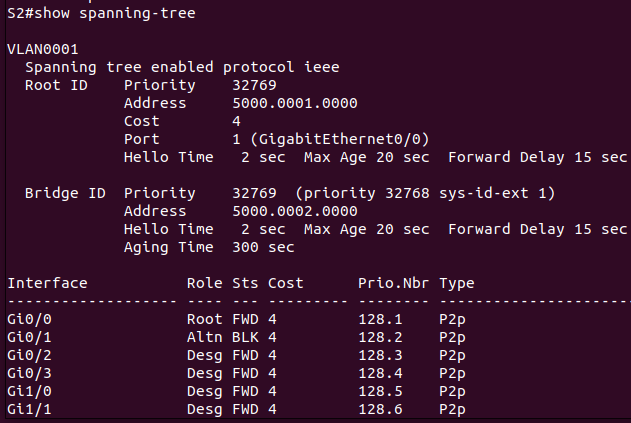 S2#show spanning-tree
VLAN0001
Spanning tree enabled protocol ieee
Root ID Priority 32769
Address 5000.0001.0000
Cost 4
Port 1 (GigabitEthernet0/0)
Hello Time 2 sec Max Age 20 sec Forward Delay 15 sec
Bridge ID Priority 32769 (priority 32768 sys-id-ext 1)
Address 5000.0002.0000
Hello Time 2 sec Max Age 20 sec Forward Delay 15 sec
Aging Time 300 sec
Interface Role Sts Cost Prio.Nbr Type
------------------- ---- --- --------- -------- ---------------------
Gi0/0 Root FWD 4 128.1 P2p
Gi0/1 Altn BLK 4 128.2 P2p
Gi0/2 Desg FWD 4 128.3 P2p
Gi0/3 Desg FWD 4 128.4 P2p
Gi1/0 Desg FWD 4 128.5 P2p
Gi1/1 Desg FWD 4 128.6 P2p